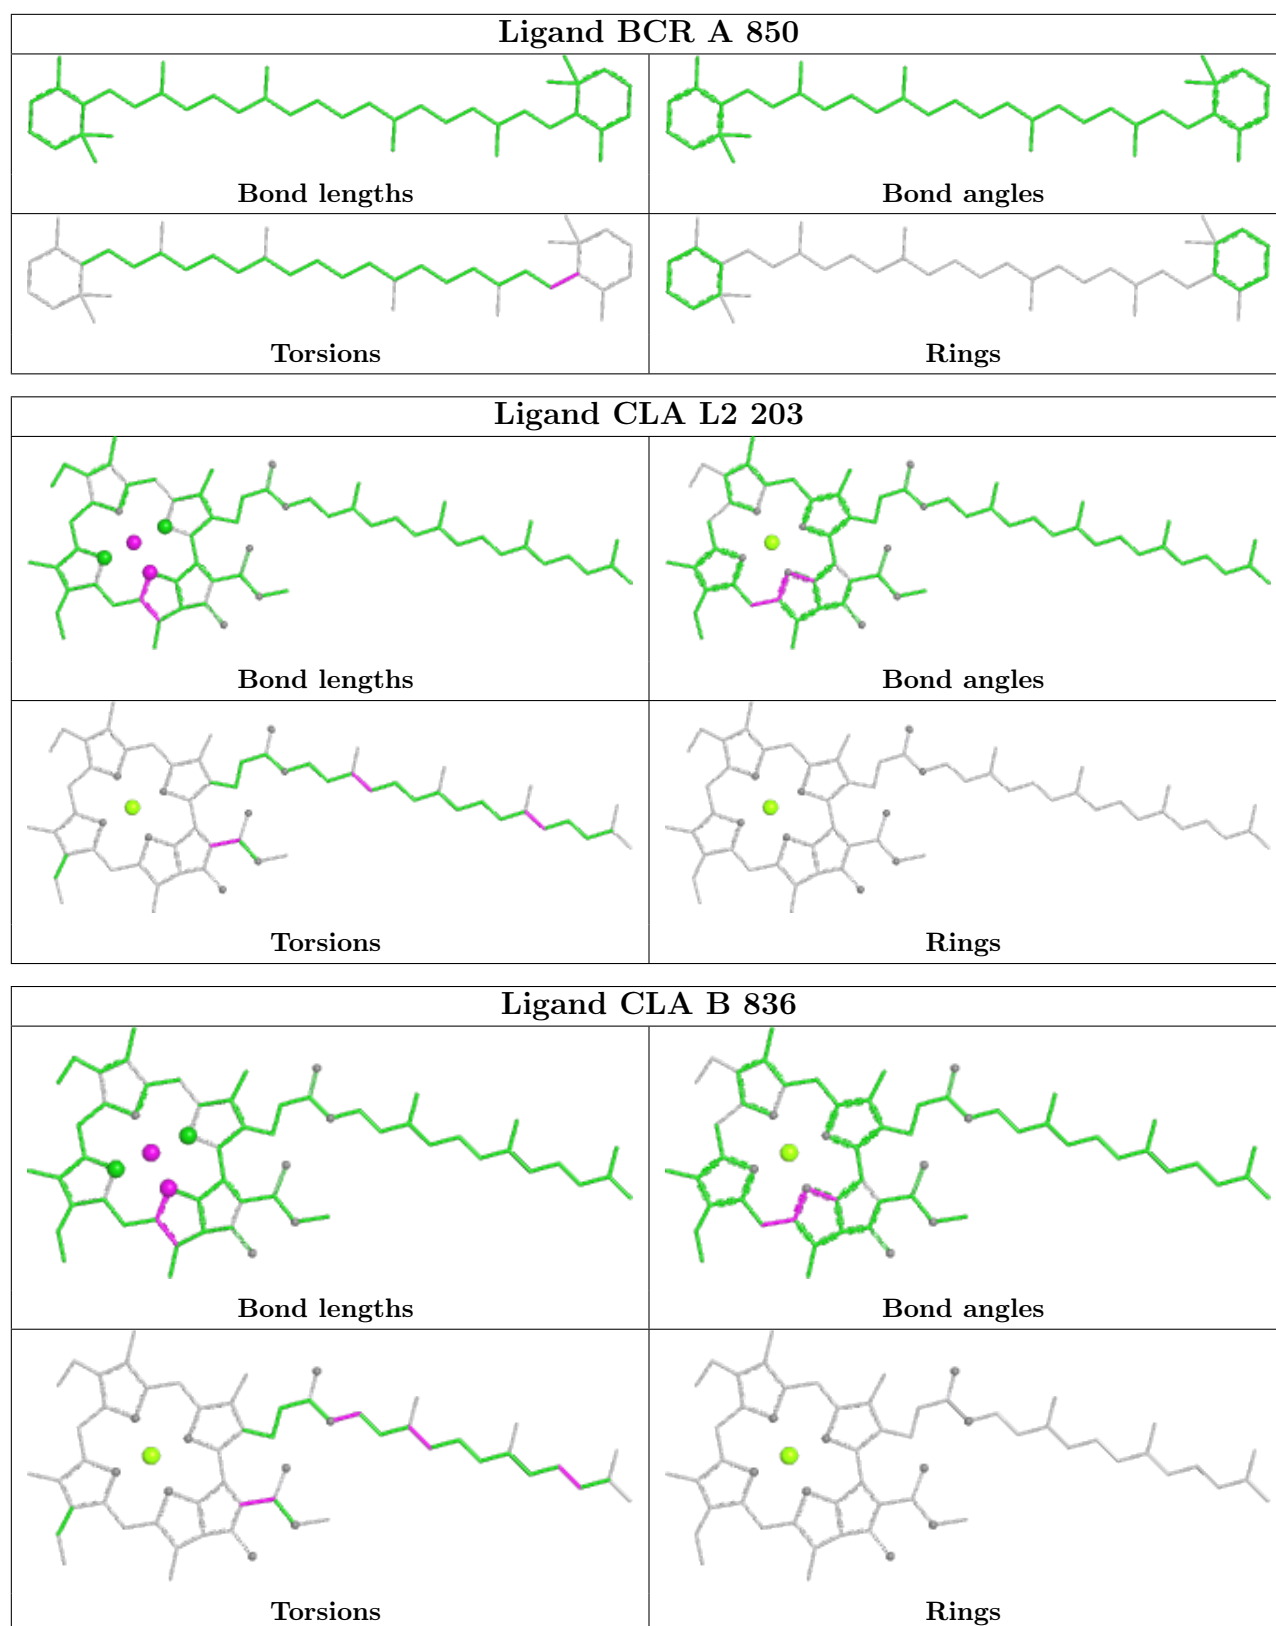 Ligand BCR A 850
Bond lengths
Bond angles
Torsions
Rings
Ligand CLA L2 203
Bond lengths
Bond angles
Torsions
Rings
Ligand CLA B 836
Bond lengths
Bond angles
Torsions
Rings